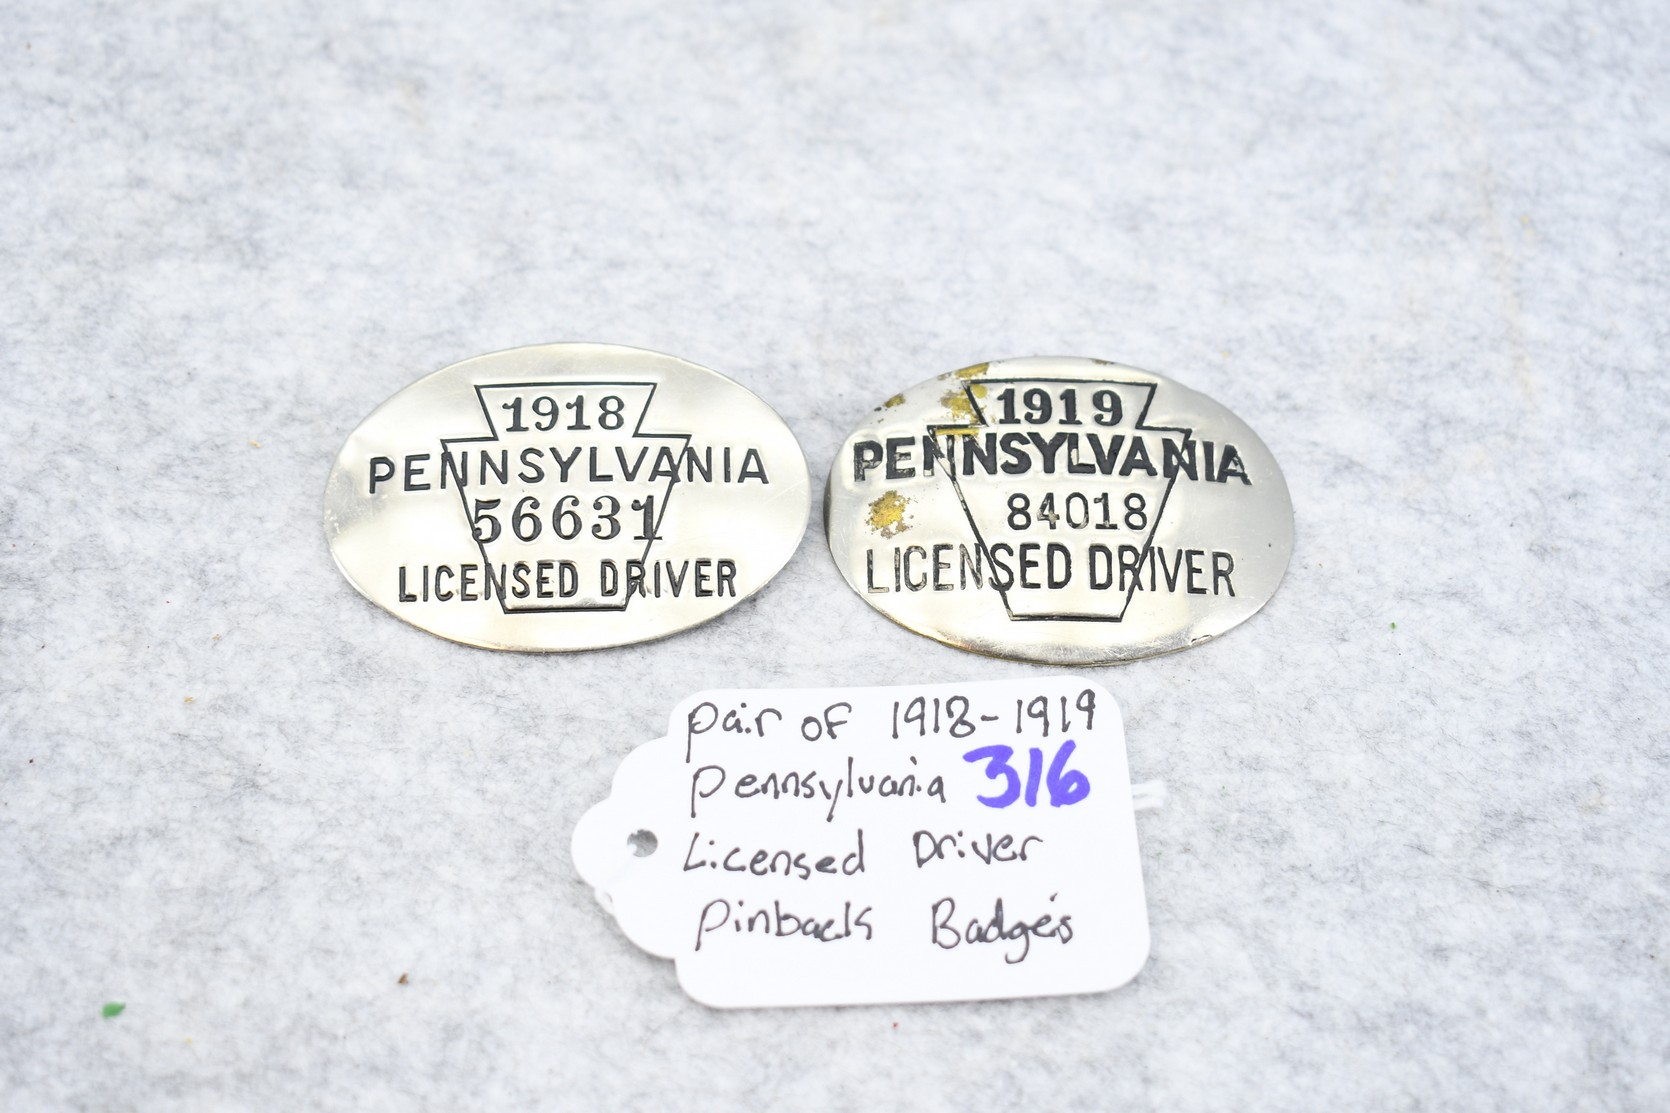 1918
PENNSYLVANIA
56631
LICENSED DRIVER
1919
PENNSYLVANIA
84018
LICENSED DRIVER
pair of 1918-1919
pennsylvania 316
Licensed Driver
Pinback Badges